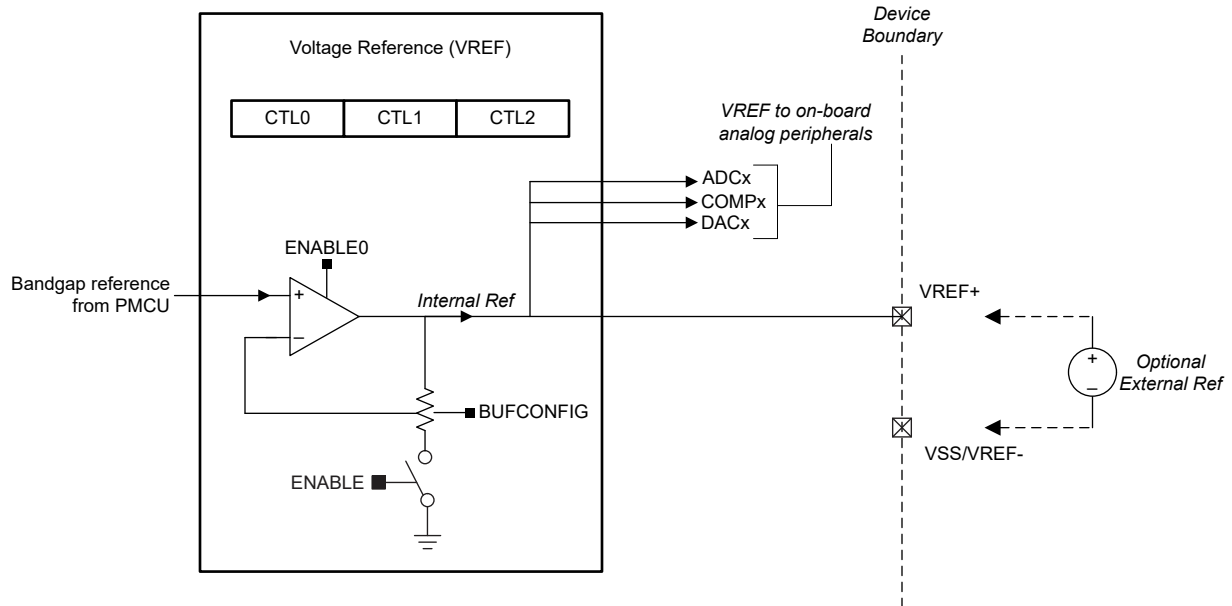 Device
Boundary
Voltage Reference (VREF)
CTL0 CTL1 CTL2
VREF to on-board
analog peripherals
ADCx
COMPx
DACx
ENABLE0
Bandgap reference
from PMCU
+
−
Internal Ref
VREF+
+
−
Optional
External Ref
BUFCONFIG
VSS/VREF-
ENABLE